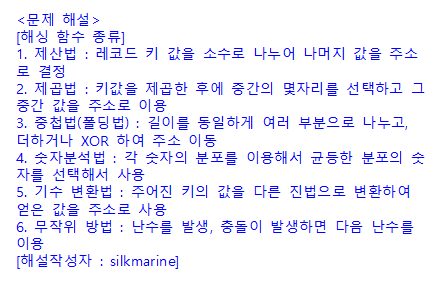 <문제 해설>
[해싱 함수 종류]
1. 제산법 : 레코드 키 값을 소수로 나누어 나머지 값을 주소
로 결정
2. 제곱법 : 키값을 제곱한 후에 중간의 몇자리를 선택하고 그
중간 값을 주소로 이용
3. 중첩법(폴딩법) : 길이를 동일하게 여러 부분으로 나누고,
더하거나 XOR 하여 주소 이용
4. 숫자분석법 : 각 숫자의 분포를 이용해서 균등한 분포의 숫
자를 선택해서 사용
5. 기수 변환법 : 주어진 키의 값을 다른 진법으로 변환하여
얻은 값을 주소로 사용
6. 무작위 방법 : 난수를 발생, 충돌이 발생하면 다음 난수를
이용
[해설작성자 : silkmarine]